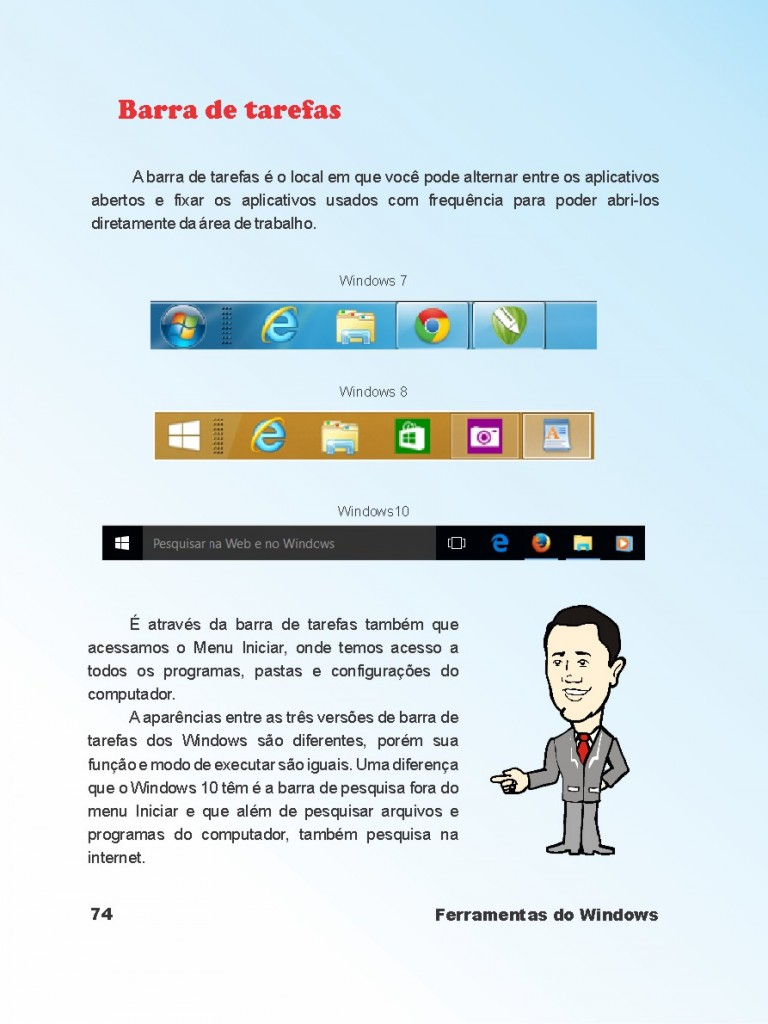 Barra de tarefas
A barra de tarefas é o local em que você pode alternar entre os aplicativos
abertos e fixar os aplicativos usados com frequência para poder abri-los
diretamente da área de trabalho.
Windows 7
Windows 8
Windows10
Pesquisar na Web e no Windows
É através da barra de tarefas também que
acessamos o Menu Iniciar, onde temos acesso a
todos os programas, pastas e configurações do
computador.
A aparências entre as três versões de barra de
tarefas dos Windows são diferentes, porém sua
função e modo de executar são iguais. Uma diferença
que o Windows 10 têm é a barra de pesquisa fora do
menu Iniciar e que além de pesquisar arquivos e
programas do computador, também pesquisa na
internet.
74
Ferramentas do Windows